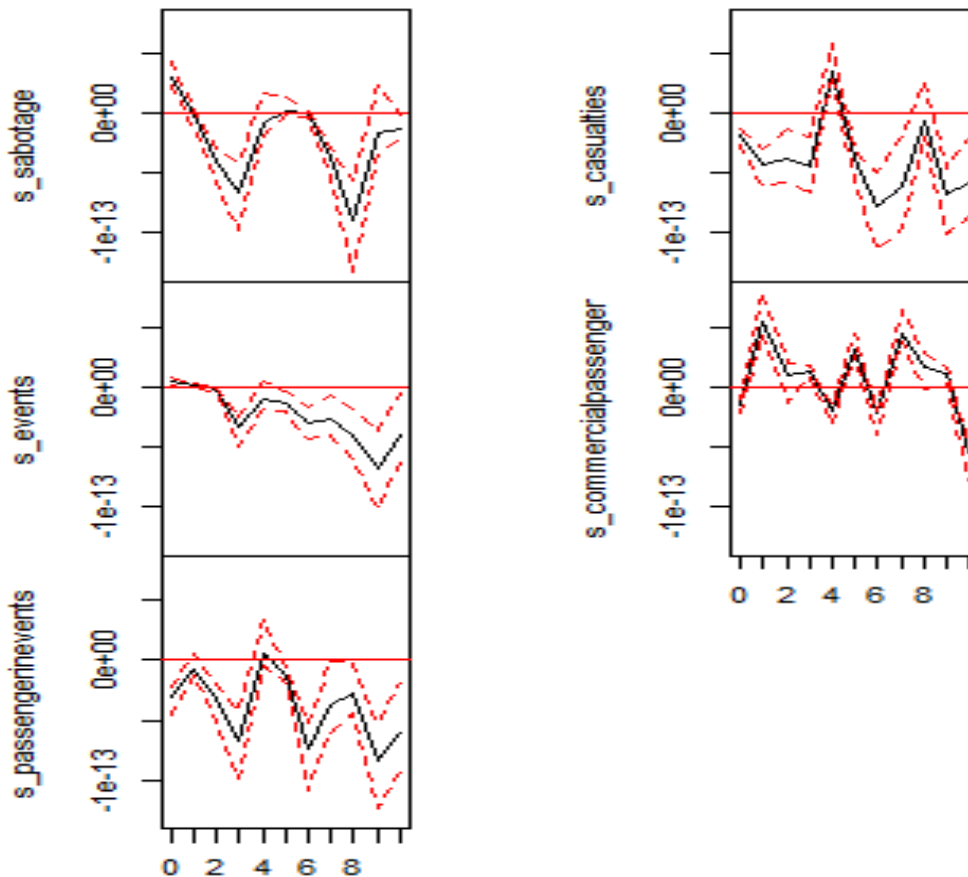 s_sabotage
0e+00
-1e-13
s_events
0e+00
-1e-13
s_passengerinevents
0e+00
-1e-13
0 2 4 6 8
s_casualties
0e+00
-1e-13
s_commercialpassenger
0e+00
-1e-13
0 2 4 6 8